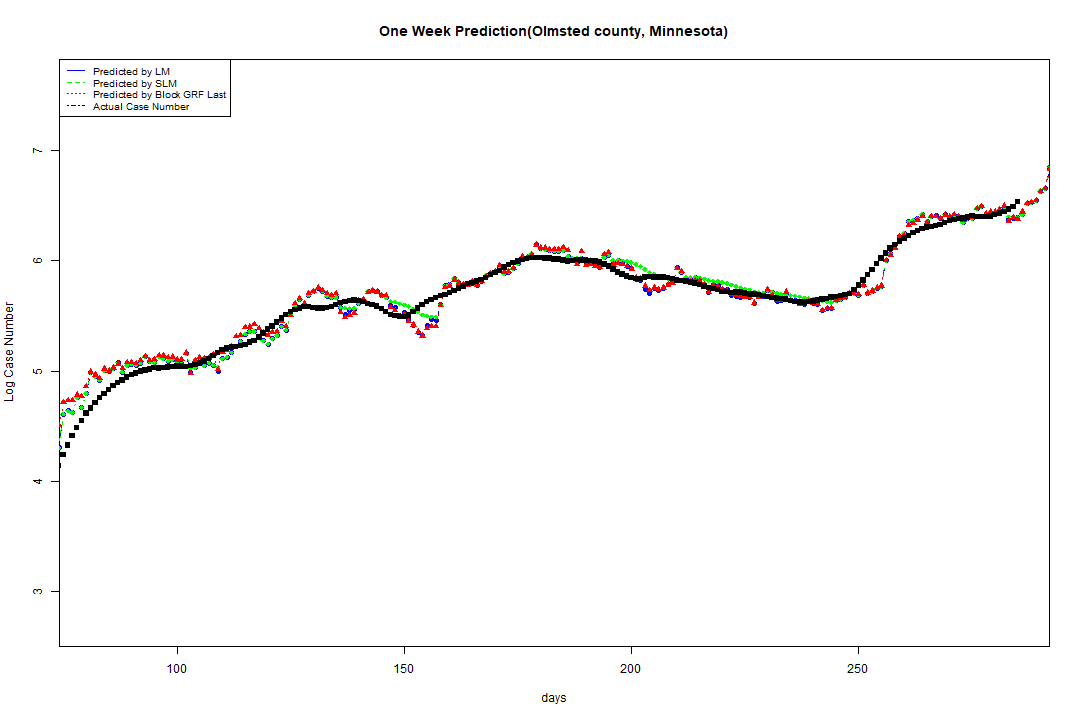 One Week Prediction(Olmsted county, Minnesota)
Predicted by LM
Predicted by SLM
Predicted by Block GRF Last
Actual Case Number
Log Case Number
7
6
5
4
3
100 150 200 250
days